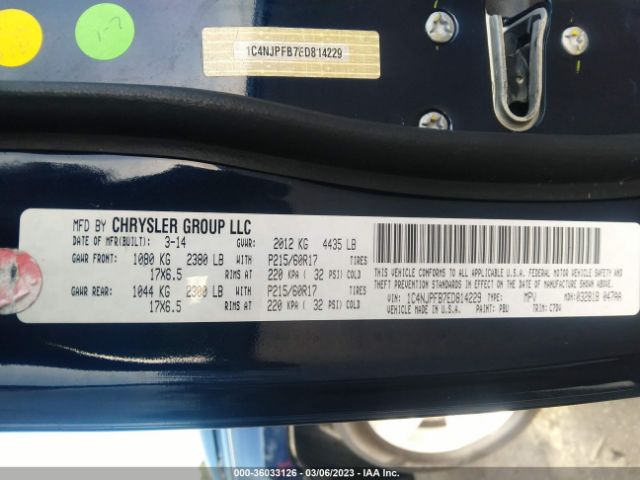 1-7
1C4NJPFB7ED814229
MFD BY CHRYSLER GROUP LLC
DATE OF MFR(BUILT): 3-14 GVWR: 2012 KG 4435 LB
GAWR FRONT: 1080 KG 2380 LB WITH P215/60R17 TIRES
17X6.5 RIMS AT 220 KPA ( 32 PSI) COLD
GAWR REAR: 1044 KG 2300 LB WITH P215/60R17 TIRES
17X6.5 RIMS AT 220 KPA ( 32 PSI) COLD
THIS VEHICLE CONFORMS TO ALL APPLICABLE U.S.A. FEDERAL MOTOR VEHICLE SAFETY AND
THEFT PREVENTION STANDARDS IN EFFECT ON THE DATE OF MANUFACTURE SHOWN ABOVE.
VIN: 1C4NJPFB7ED814229 TYPE: MPV MDH:032818 047AA
VEHICLE MADE IN U.S.A. PAINT: PBU TRIM: C7DV
000-36033126 - 03/06/2023 - IAA Inc.